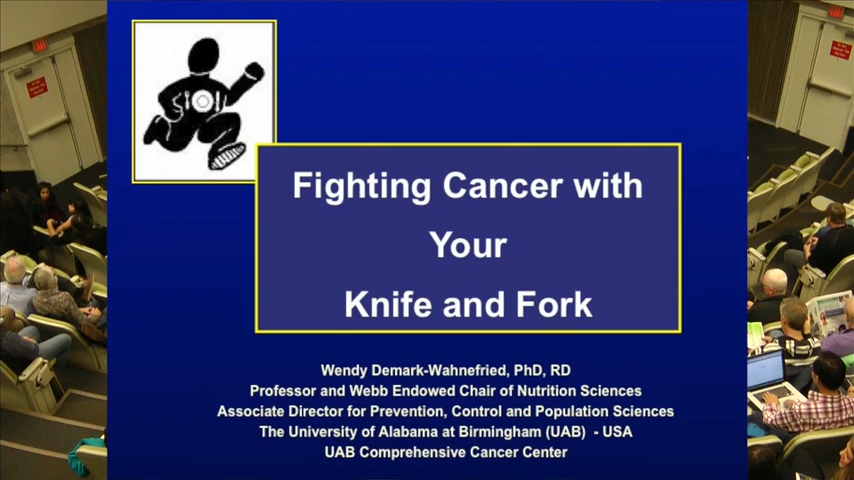 Fighting Cancer with
Your
Knife and Fork
Wendy Demark-Wahnefried, PhD, RD
Professor and Webb Endowed Chair of Nutrition Sciences
Associate Director for Prevention, Control and Population Sciences
The University of Alabama at Birmingham (UAB) - USA
UAB Comprehensive Cancer Center